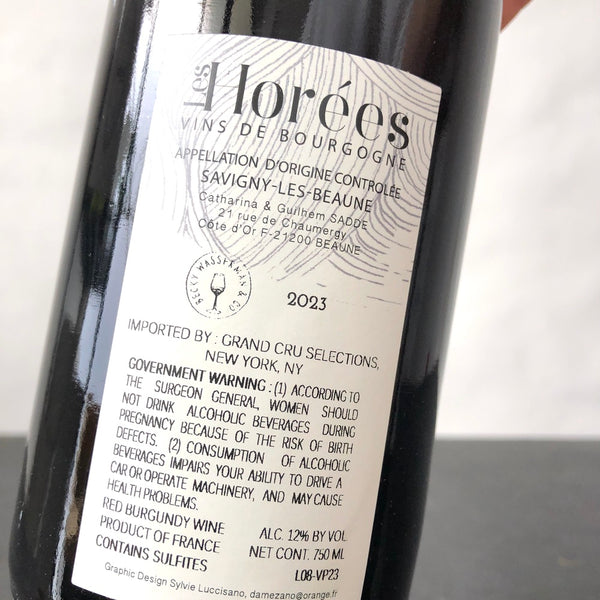 Les Horées
VINS DE BOURGOGNE
APPELLATION D'ORIGINE CONTROLÉE
SAVIGNY-LES-BEAUNE
Catharina & Guilhem SADDE
21 rue de Chaumergy
Côte d'Or F-21200 BEAUNE
BECKY WASSERMAN & CO
2023
IMPORTED BY : GRAND CRU SELECTIONS,
NEW YORK, NY
GOVERNMENT WARNING : (1) ACCORDING TO
THE SURGEON GENERAL, WOMEN SHOULD
NOT DRINK ALCOHOLIC BEVERAGES DURING
PREGNANCY BECAUSE OF THE RISK OF BIRTH
DEFECTS. (2) CONSUMPTION OF ALCOHOLIC
BEVERAGES IMPAIRS YOUR ABILITY TO DRIVE A
CAR OR OPERATE MACHINERY, AND MAY CAUSE
HEALTH PROBLEMS.
RED BURGUNDY WINE ALC. 12% BY VOL
PRODUCT OF FRANCE NET CONT. 750 ML
CONTAINS SULFITES L08-VP23
Graphic Design Sylvie Luccisano, damezano@orange.fr